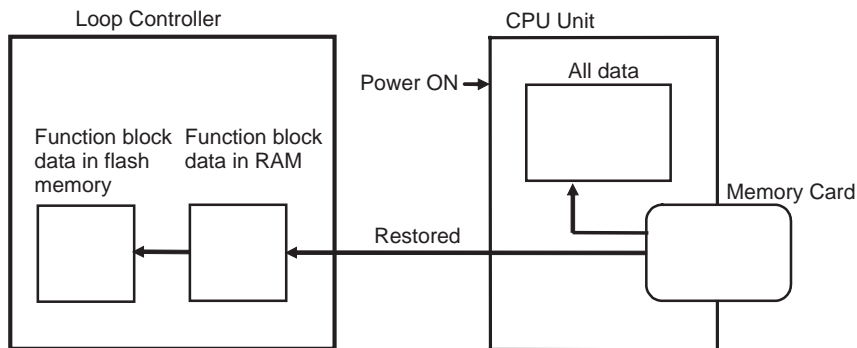 Loop Controller
CPU Unit
Power ON
All data
Function block
data in flash
memory
Function block
data in RAM
Memory Card
Restored